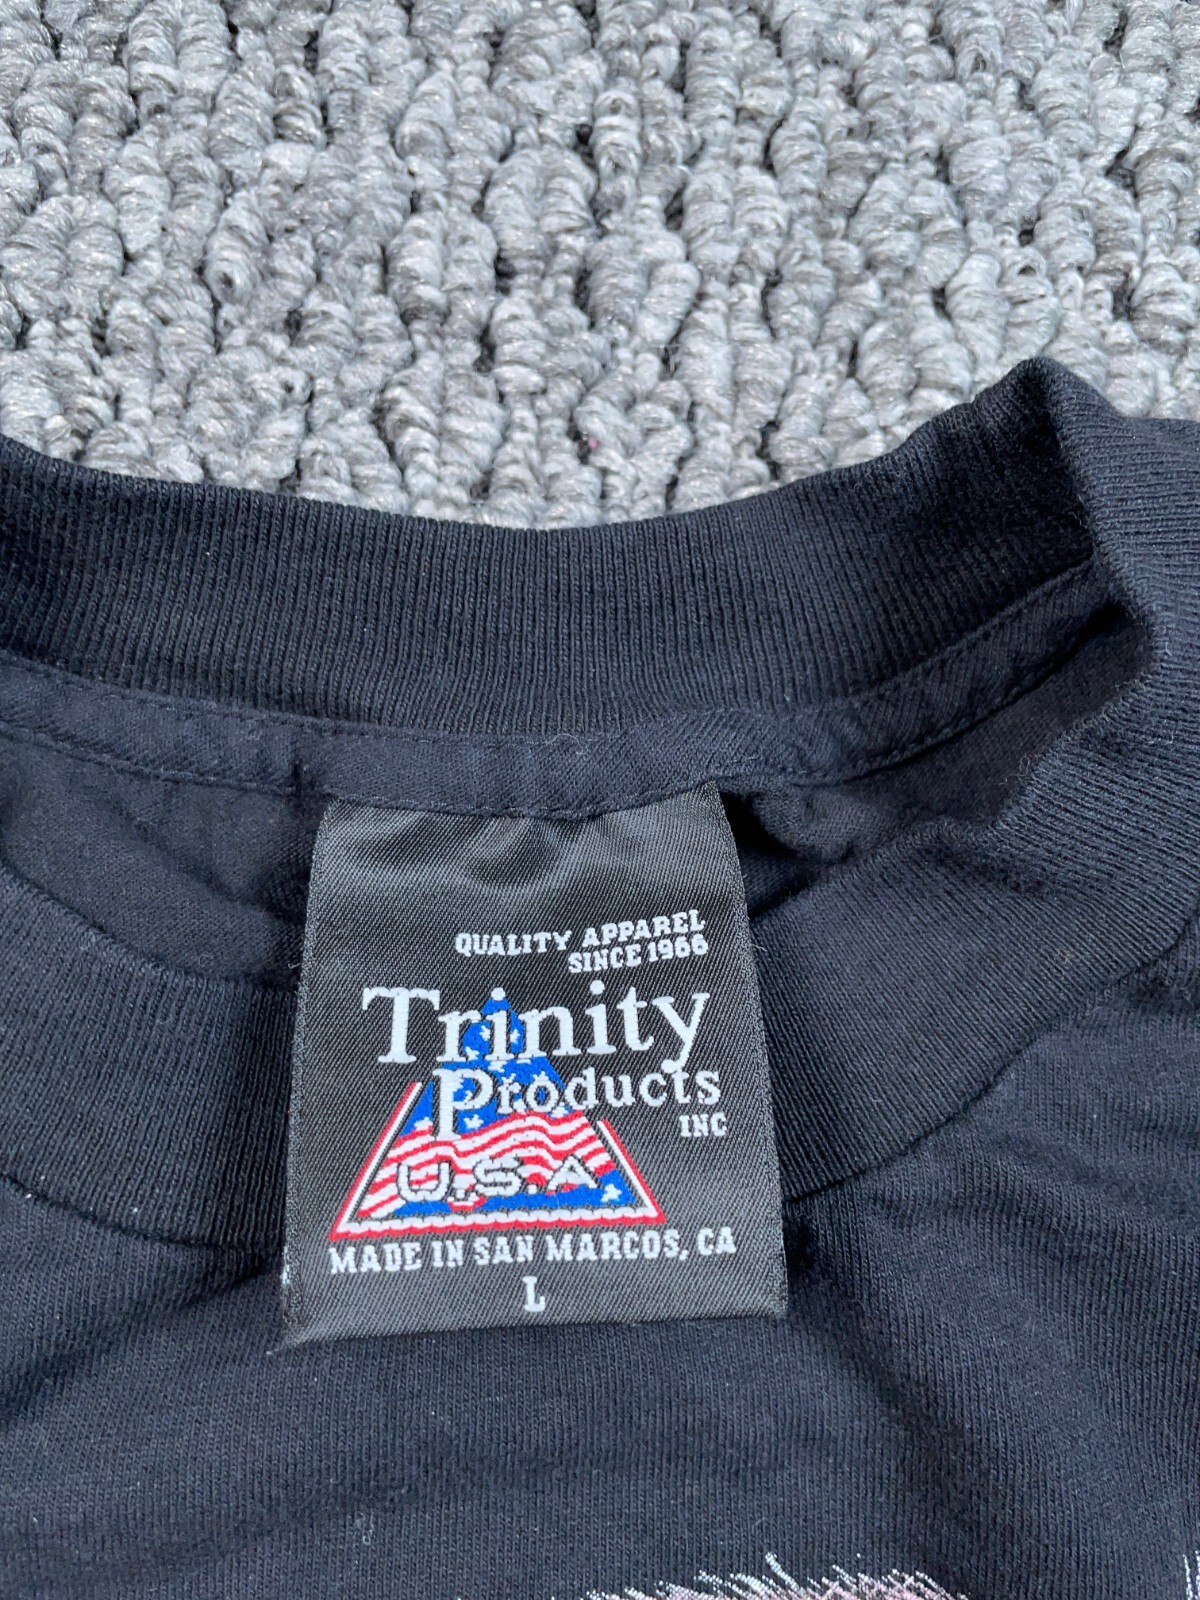 QUALITY APPAREL
SINCE 1966
Trinity
Products
INC
U.S.A
MADE IN SAN MARCOS, CA
L